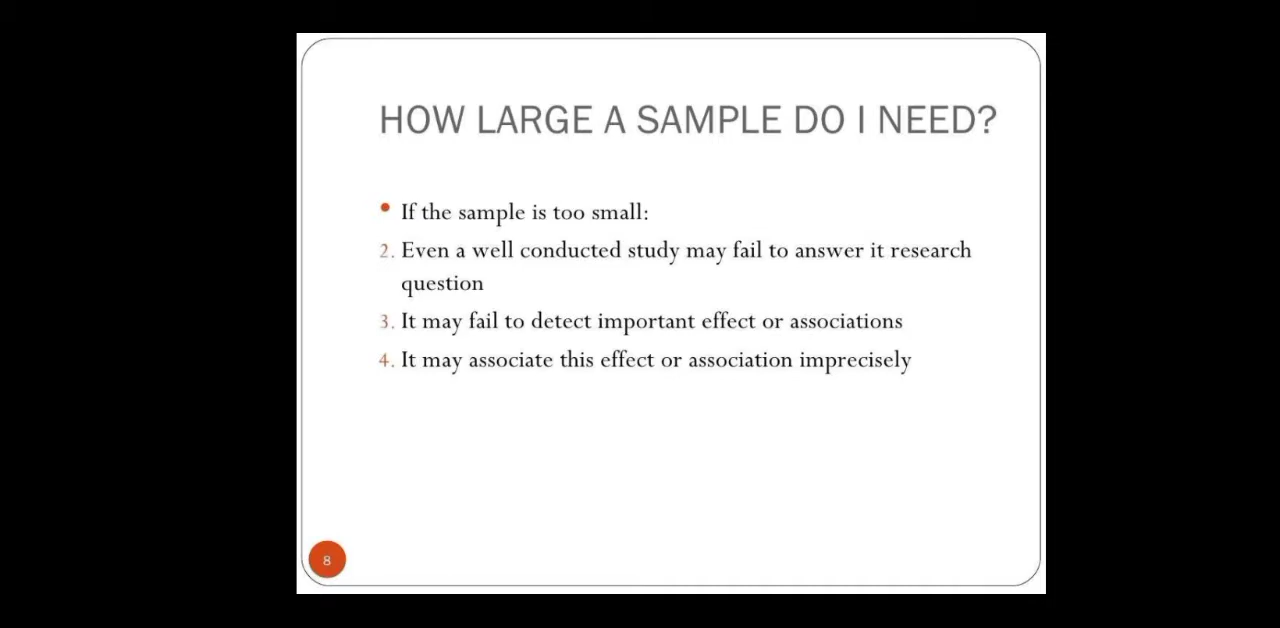 HOW LARGE A SAMPLE DO I NEED?
• If the sample is too small:
2. Even a well conducted study may fail to answer it research
question
3. It may fail to detect important effect or associations
4. It may associate this effect or association imprecisely
8